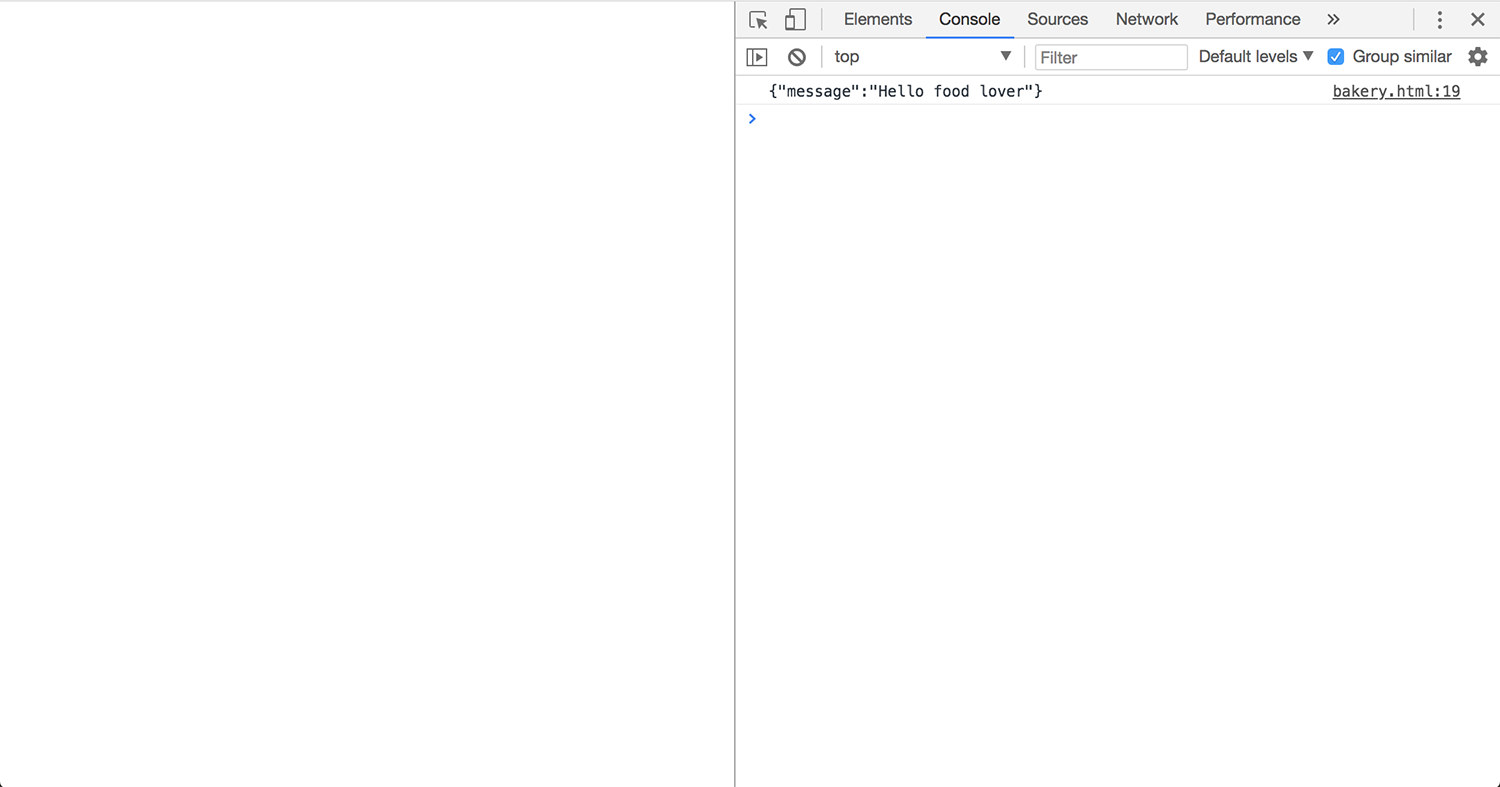 Elements Console Sources Network Performance »
top ▼ Filter Default levels ▼ Group similar
{"message":"Hello food lover"} bakery.html:19
>